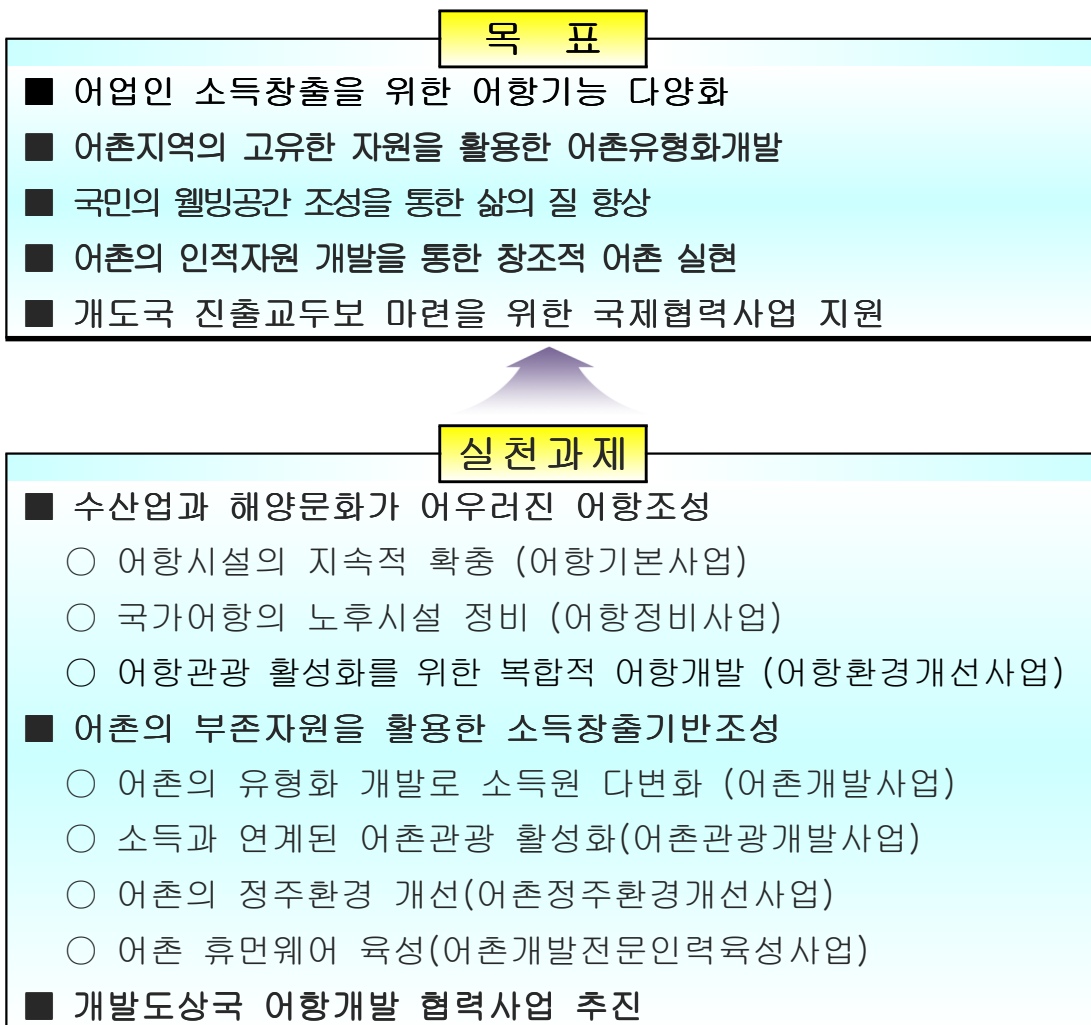 목 표
■ 어업인 소득창출을 위한 어항기능 다양화
■ 어촌지역의 고유한 자원을 활용한 어촌유형화개발
■ 국민의 웰빙공간 조성을 통한 삶의 질 향상
■ 어촌의 인적자원 개발을 통한 창조적 어촌 실현
■ 개도국 진출교두보 마련을 위한 국제협력사업 지원
실천과제
■ 수산업과 해양문화가 어우러진 어항조성
○ 어항시설의 지속적 확충 (어항기본사업)
○ 국가어항의 노후시설 정비 (어항정비사업)
○ 어항관광 활성화를 위한 복합적 어항개발 (어항환경개선사업)
■ 어촌의 부존자원을 활용한 소득창출기반조성
○ 어촌의 유형화 개발로 소득원 다변화 (어촌개발사업)
○ 소득과 연계된 어촌관광 활성화(어촌관광개발사업)
○ 어촌의 정주환경 개선(어촌정주환경개선사업)
○ 어촌 휴먼웨어 육성(어촌개발전문인력육성사업)
■ 개발도상국 어항개발 협력사업 추진